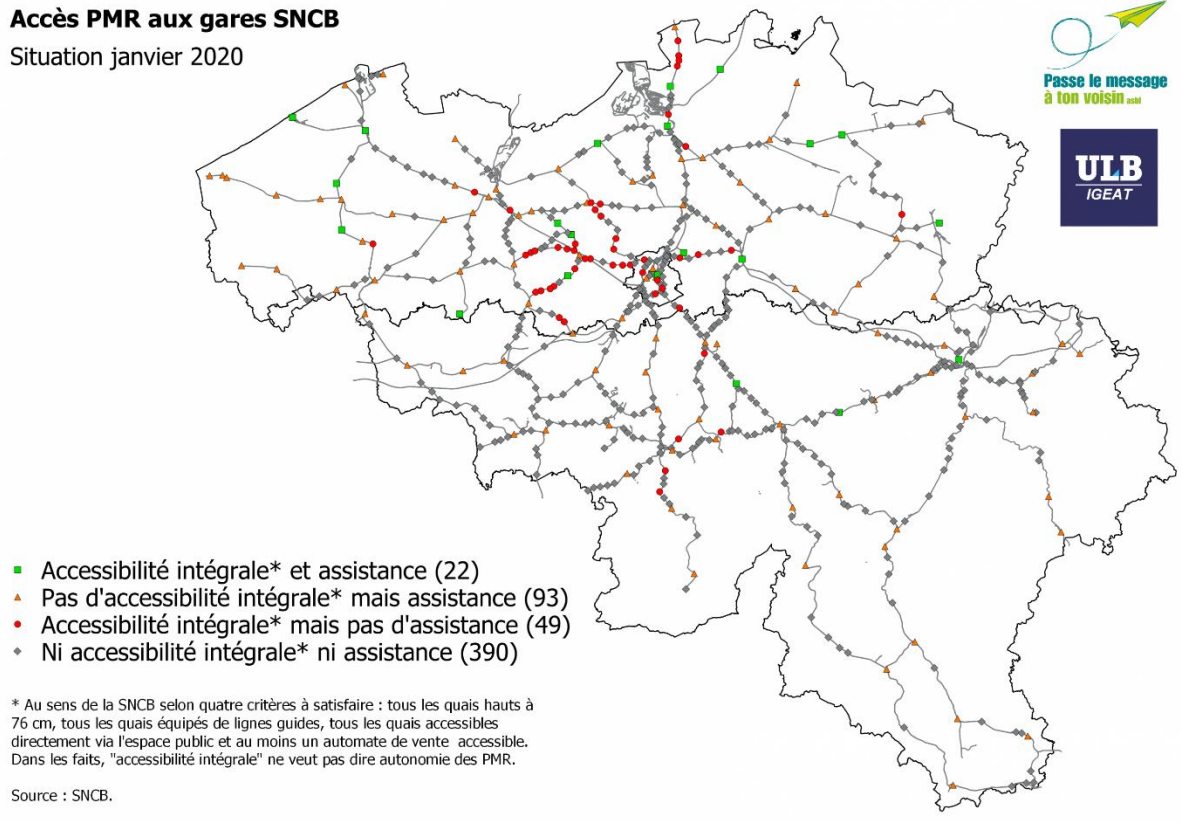 Accès PMR aux gares SNCB
Situation janvier 2020
Passe le message
à ton voisin asbl
ULB
IGEAT
Accessibilité intégrale* et assistance (22)
Pas d'accessibilité intégrale* mais assistance (93)
Accessibilité intégrale* mais pas d'assistance (49)
Ni accessibilité intégrale* ni assistance (390)
* Au sens de la SNCB selon quatre critères à satisfaire : tous les quais hauts à
76 cm, tous les quais équipés de lignes guides, tous les quais accessibles
directement via l'espace public et au moins un automate de vente accessible.
Dans les faits, "accessibilité intégrale" ne veut pas dire autonomie des PMR.
Source : SNCB.